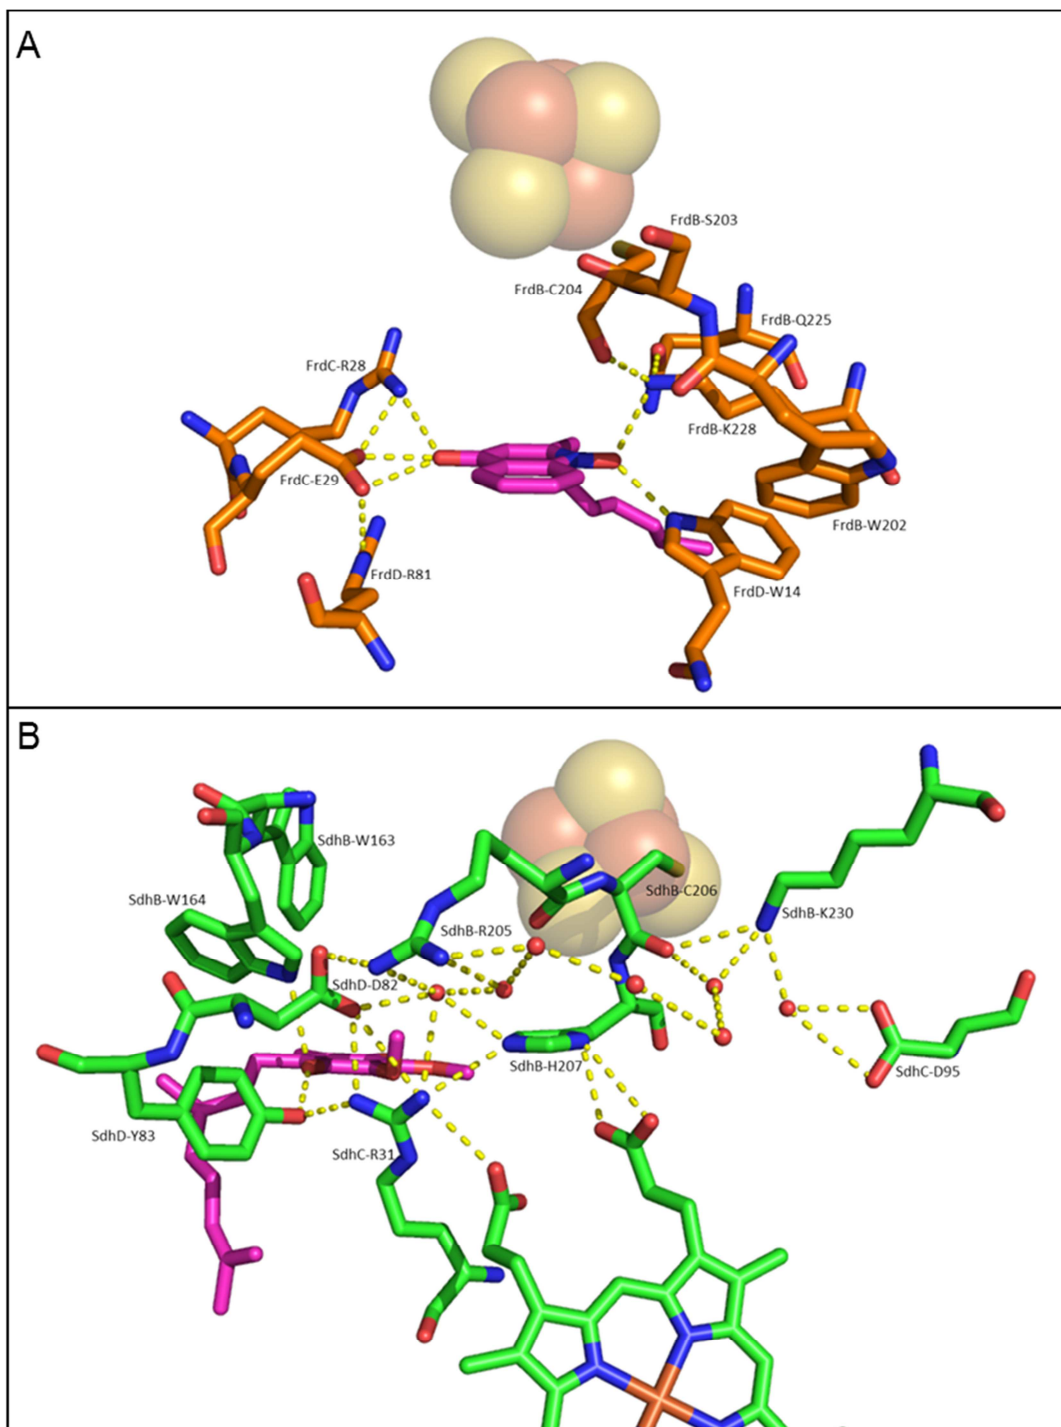 A
FrdB-S203
FrdB-C204
FrdB-Q225
FrdC-R28
FrdB-K228
FrdC-E29
FrdB-W202
FrdD-R81
FrdD-W14
B
SdhB-W163
SdhB-C206
SdhB-W164
SdhB-K230
SdhB-R205
SdhD-D82
SdhB-H207
SdhC-D95
SdhD-Y83
SdhC-R31